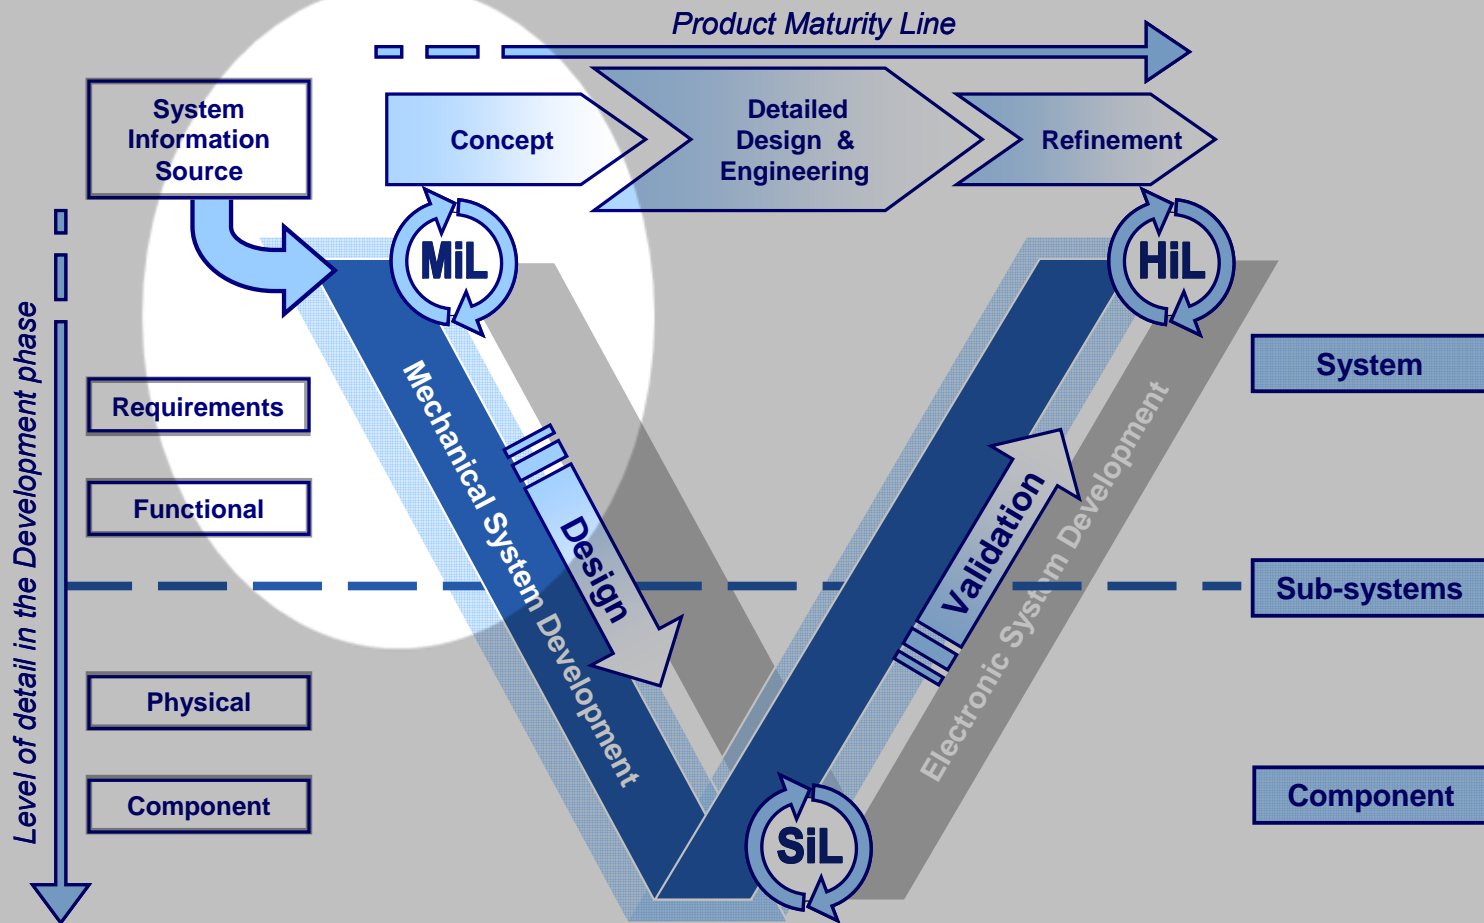 Product Maturity Line
System
Information
Source
Concept
Detailed
Design &
Engineering
Refinement
MiL
HiL
Level of detail in the Development phase
Requirements
Functional
Physical
Component
Mechanical System Development
Design
Validation
Electronic System Development
SiL
System
Sub-systems
Component